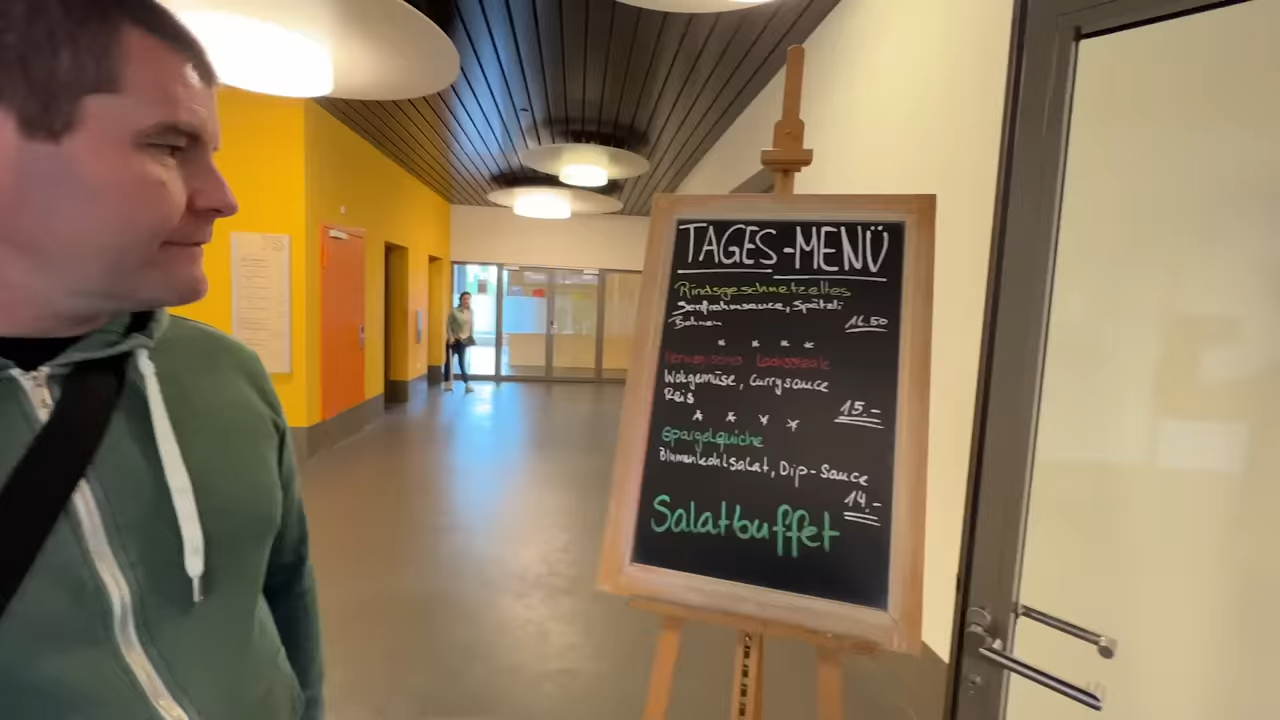 TAGES-MENÜ
Rindsgeschnetzeltes
Senfrahmsauce, Spätzli
Bohnen
16.50
* * * *
Norwegisches Lachssteak
Wokgemüse, Currysauce
Reis
15.-
* * * *
Spargelquiche
Blumenkohlsalat, Dip-Sauce
14.-
Salatbuffet